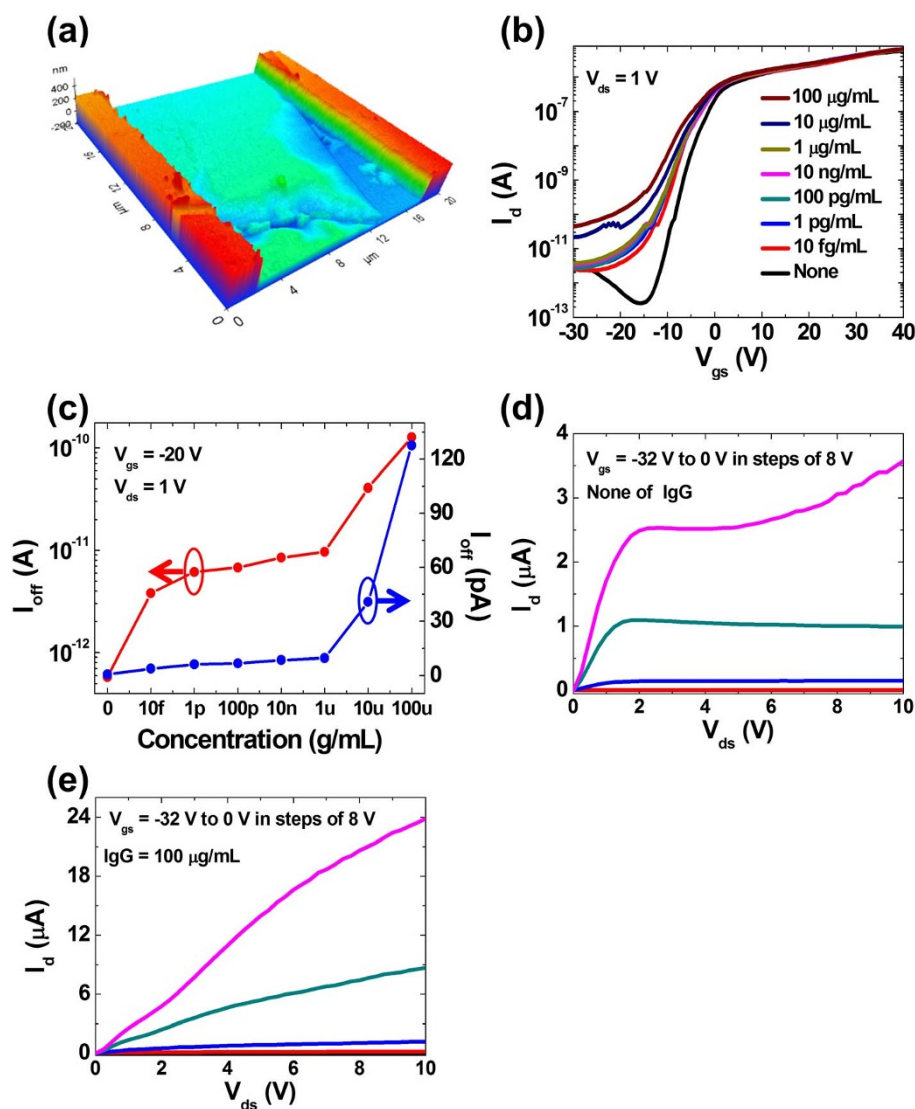 (a)
nm
400
200
0
-200
16
12
μm
8
4
0
0
4
8
μm
12
16
20
(b)
I_d (A)
V_ds = 1 V
10^-7
10^-9
10^-11
10^-13
100 μg/mL
10 μg/mL
1 μg/mL
10 ng/mL
100 pg/mL
1 pg/mL
10 fg/mL
None
-30 -20 -10 0 10 20 30 40
V_gs (V)
(c)
V_gs = -20 V
V_ds = 1 V
I_off (A)
10^-10
10^-11
10^-12
I_off (pA)
120
90
60
30
0
0 10f 1p 100p 10n 1u 10u 100u
Concentration (g/mL)
(d)
V_gs = -32 V to 0 V in steps of 8 V
None of IgG
I_d (μA)
4
3
2
1
0
0 2 4 6 8 10
V_ds (V)
(e)
V_gs = -32 V to 0 V in steps of 8 V
IgG = 100 μg/mL
I_d (μA)
24
18
12
6
0
0 2 4 6 8 10
V_ds (V)